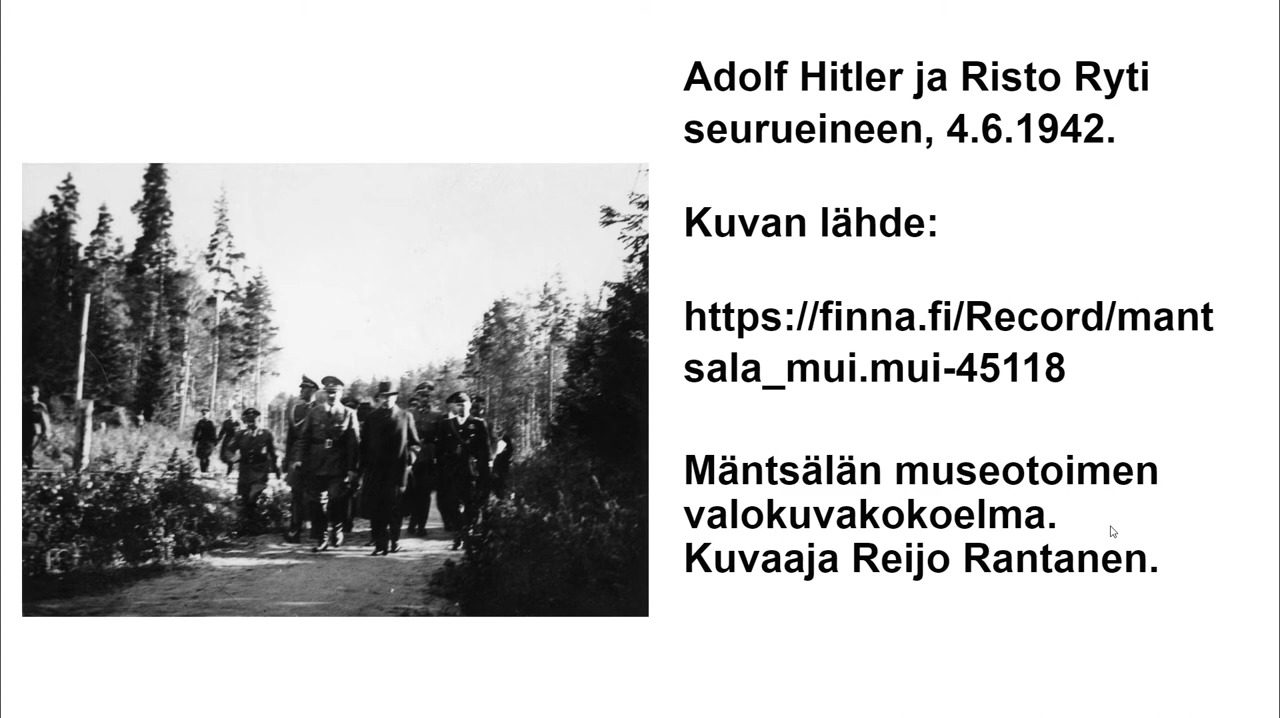 Adolf Hitler ja Risto Ryti
seurueineen, 4.6.1942.
Kuvan lähde:
https://finna.fi/Record/mant
sala_mui.mui-45118
Mäntsälän museotoimen
valokuvakokoelma.
Kuvaaja Reijo Rantanen.